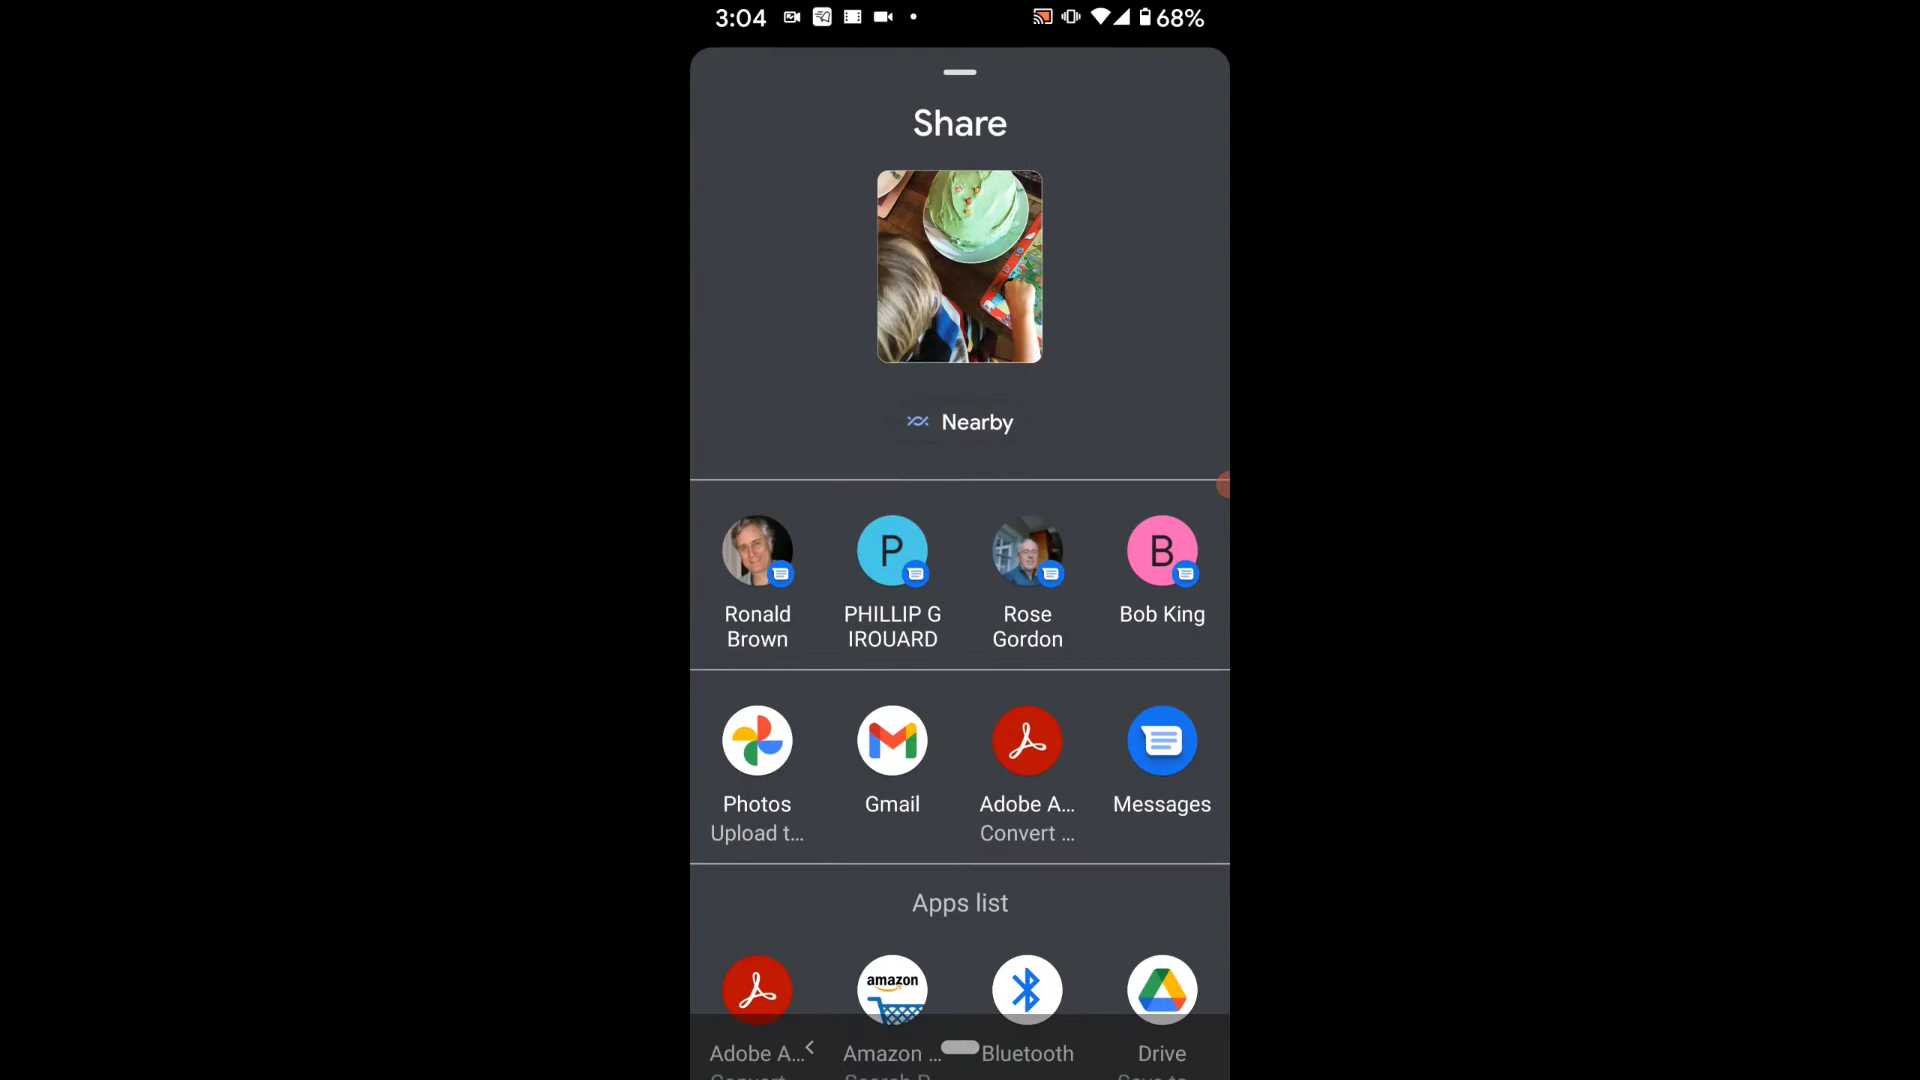 3:04 68%
Share
Nearby
P B
Ronald PHILLIP G Rose Bob King
Brown IROUARD Gordon
Photos Gmail Adobe A... Messages
Upload t... Convert ...
Apps list
amazon
Adobe A... Amazon ... Bluetooth Drive